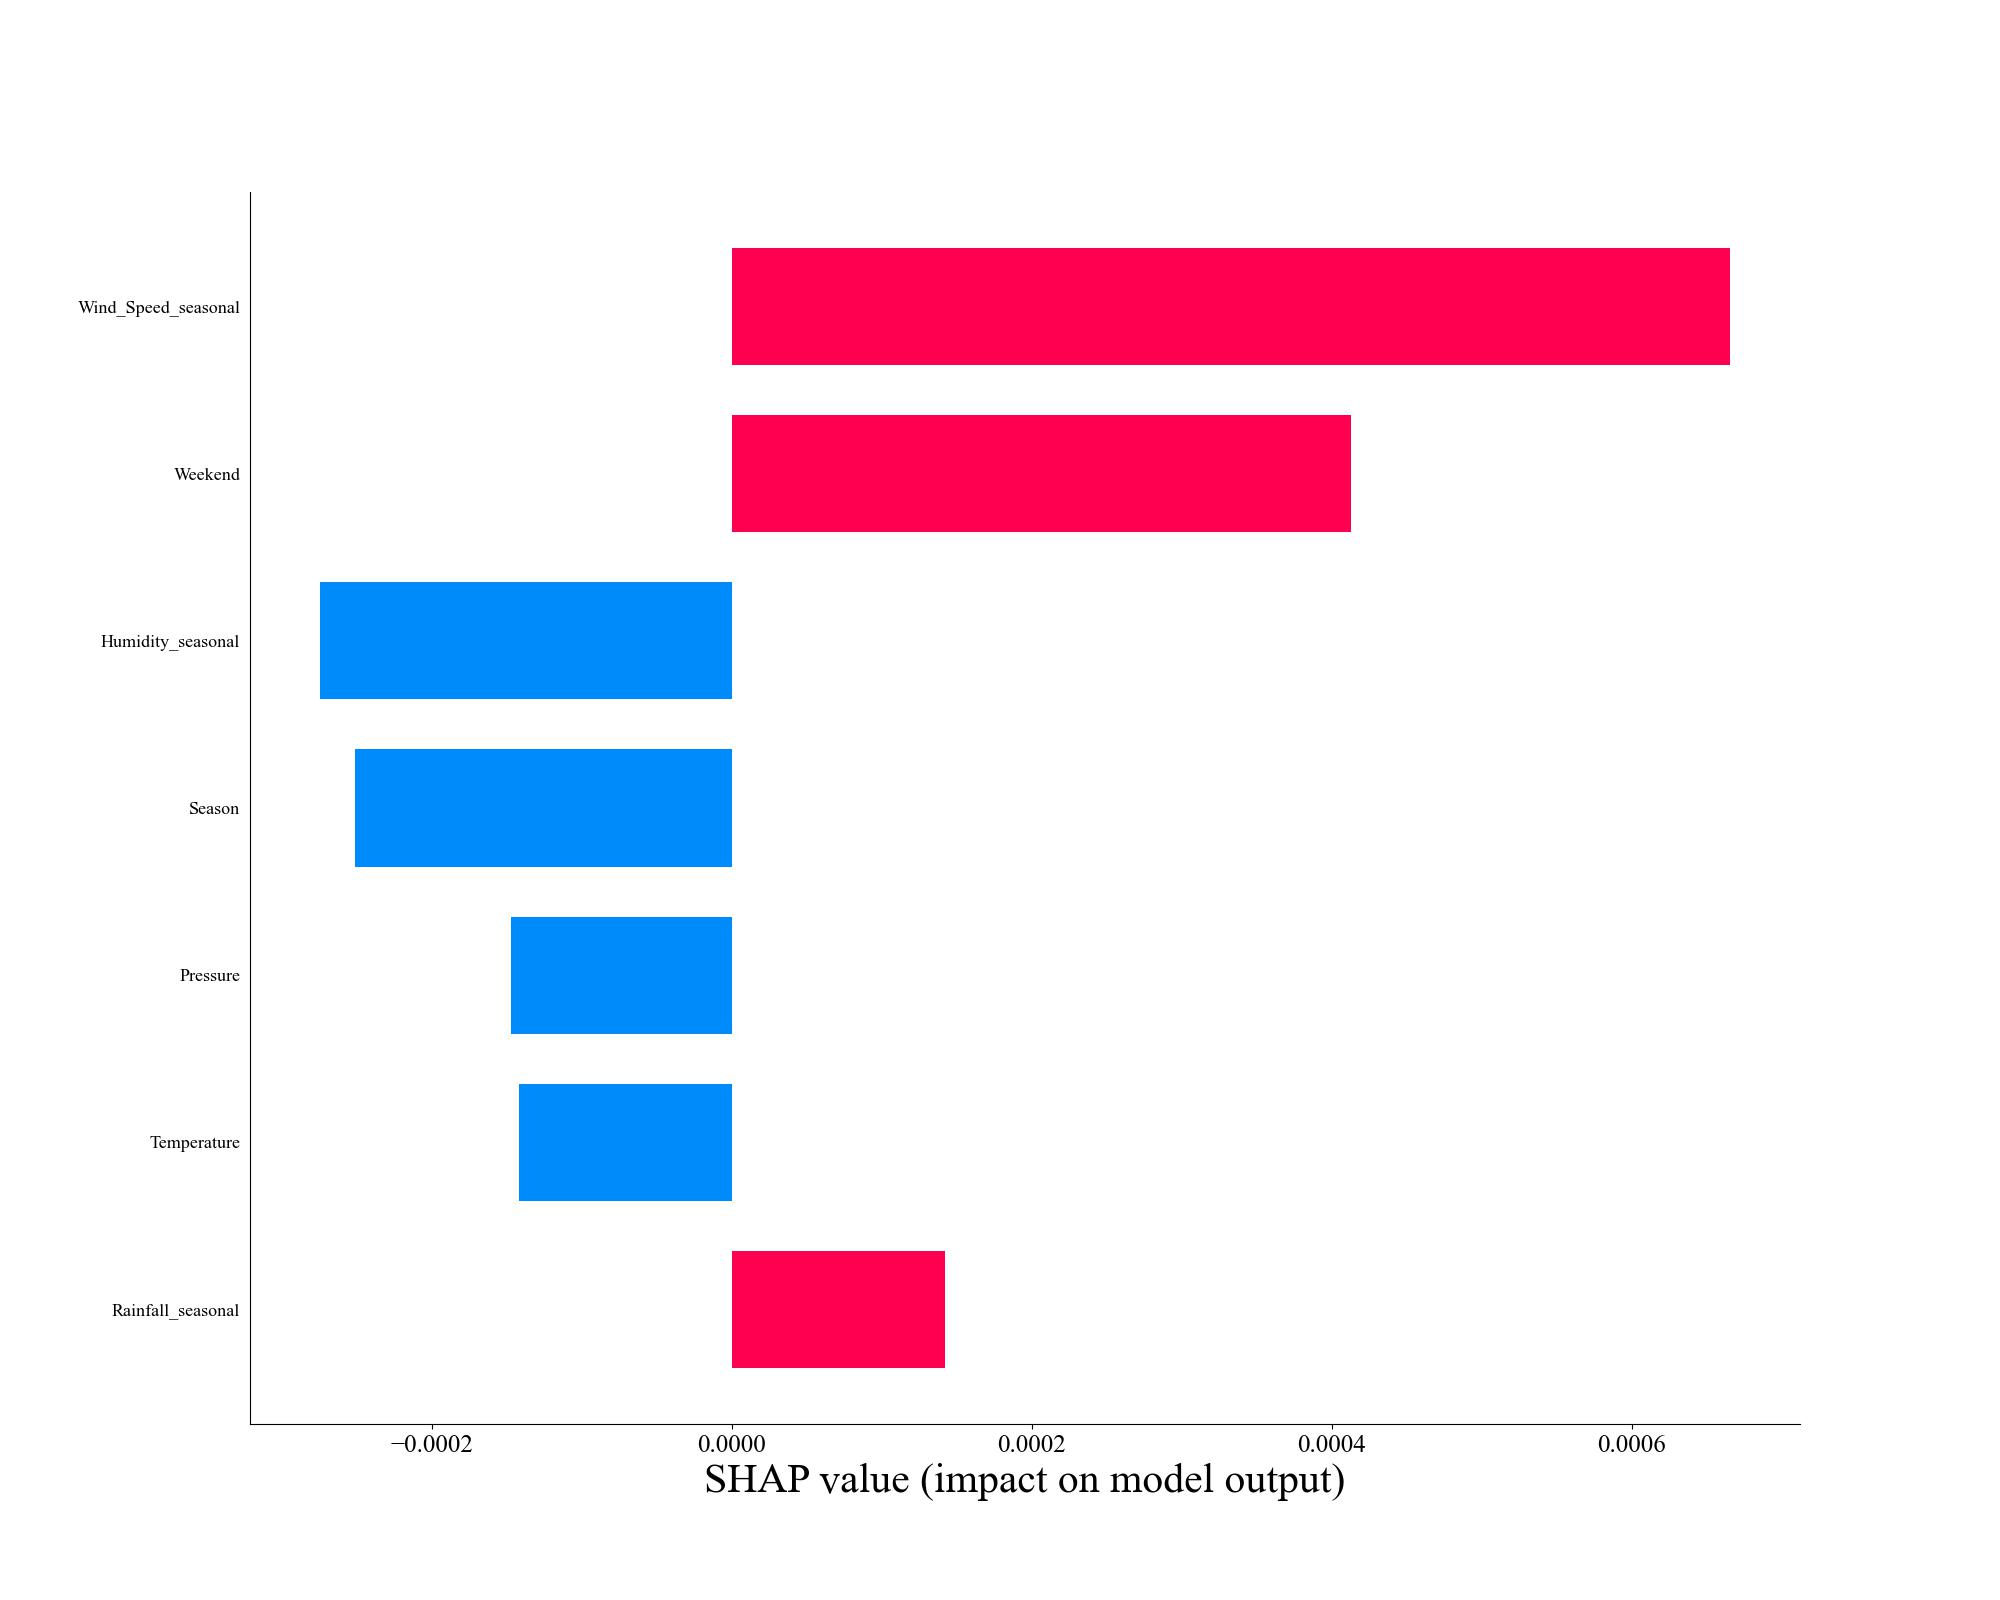 Wind_Speed_seasonal
Weekend
Humidity_seasonal
Season
Pressure
Temperature
Rainfall_seasonal
−0.0002 0.0000 0.0002 0.0004 0.0006
SHAP value (impact on model output)